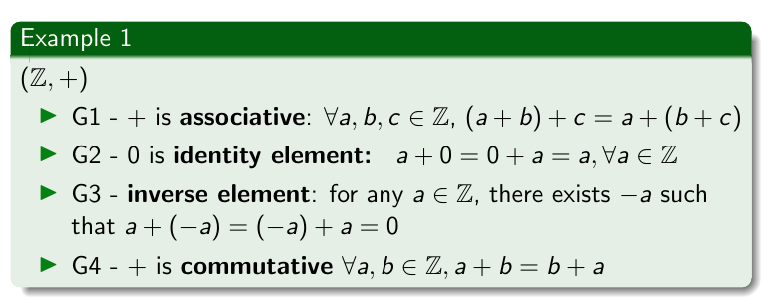 Example 1
(ℤ, +)
▶ G1 - + is associative: ∀a, b, c ∈ ℤ, (a + b) + c = a + (b + c)
▶ G2 - 0 is identity element: a + 0 = 0 + a = a, ∀a ∈ ℤ
▶ G3 - inverse element: for any a ∈ ℤ, there exists −a such
that a + (−a) = (−a) + a = 0
▶ G4 - + is commutative ∀a, b ∈ ℤ, a + b = b + a